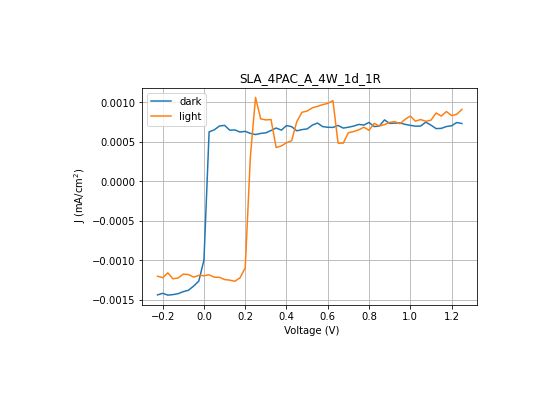 SLA_4PAC_A_4W_1d_1R
dark
light
0.0010
0.0005
0.0000
−0.0005
−0.0010
−0.0015
J (mA/cm²)
−0.2 0.0 0.2 0.4 0.6 0.8 1.0 1.2
Voltage (V)